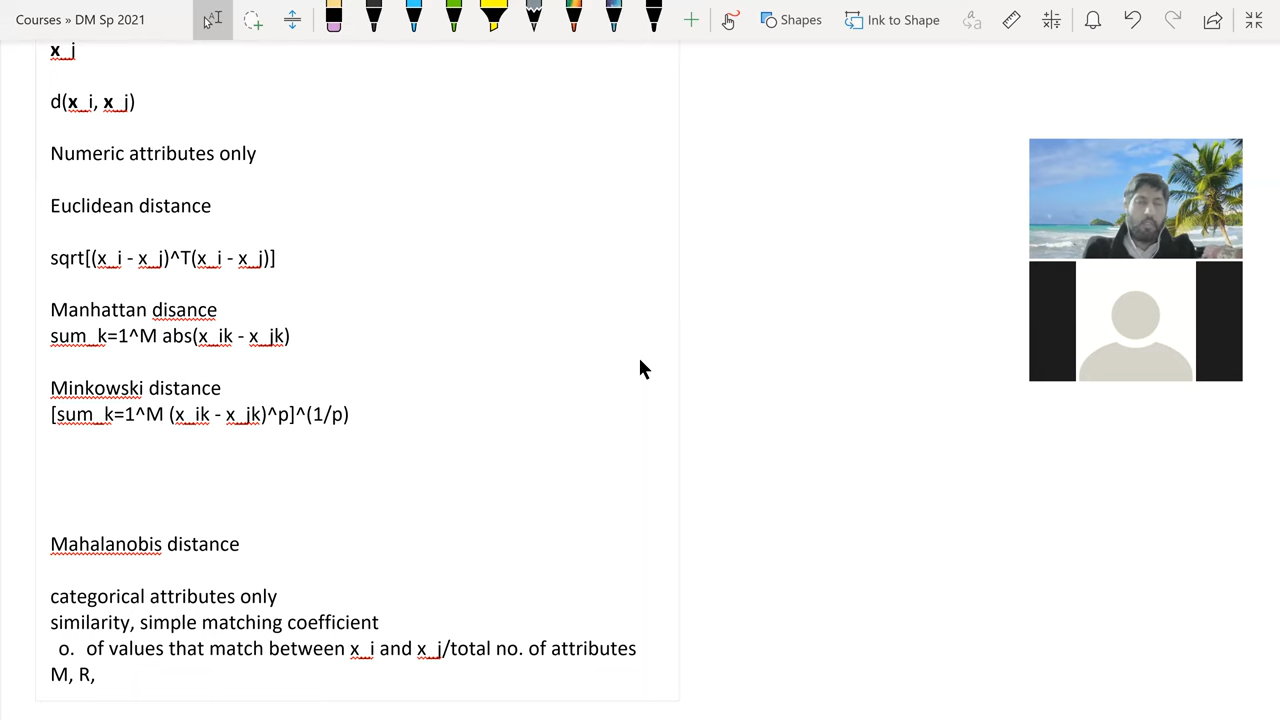 Courses » DM Sp 2021
Shapes
Ink to Shape
x_j
d(x_i, x_j)
Numeric attributes only
Euclidean distance
sqrt[(x_i - x_j)^T(x_i - x_j)]
Manhattan disance
sum_k=1^M abs(x_ik - x_jk)
Minkowski distance
[sum_k=1^M (x_ik - x_jk)^p]^(1/p)
Mahalanobis distance
categorical attributes only
similarity, simple matching coefficient
o. of values that match between x_i and x_j/total no. of attributes
M, R,